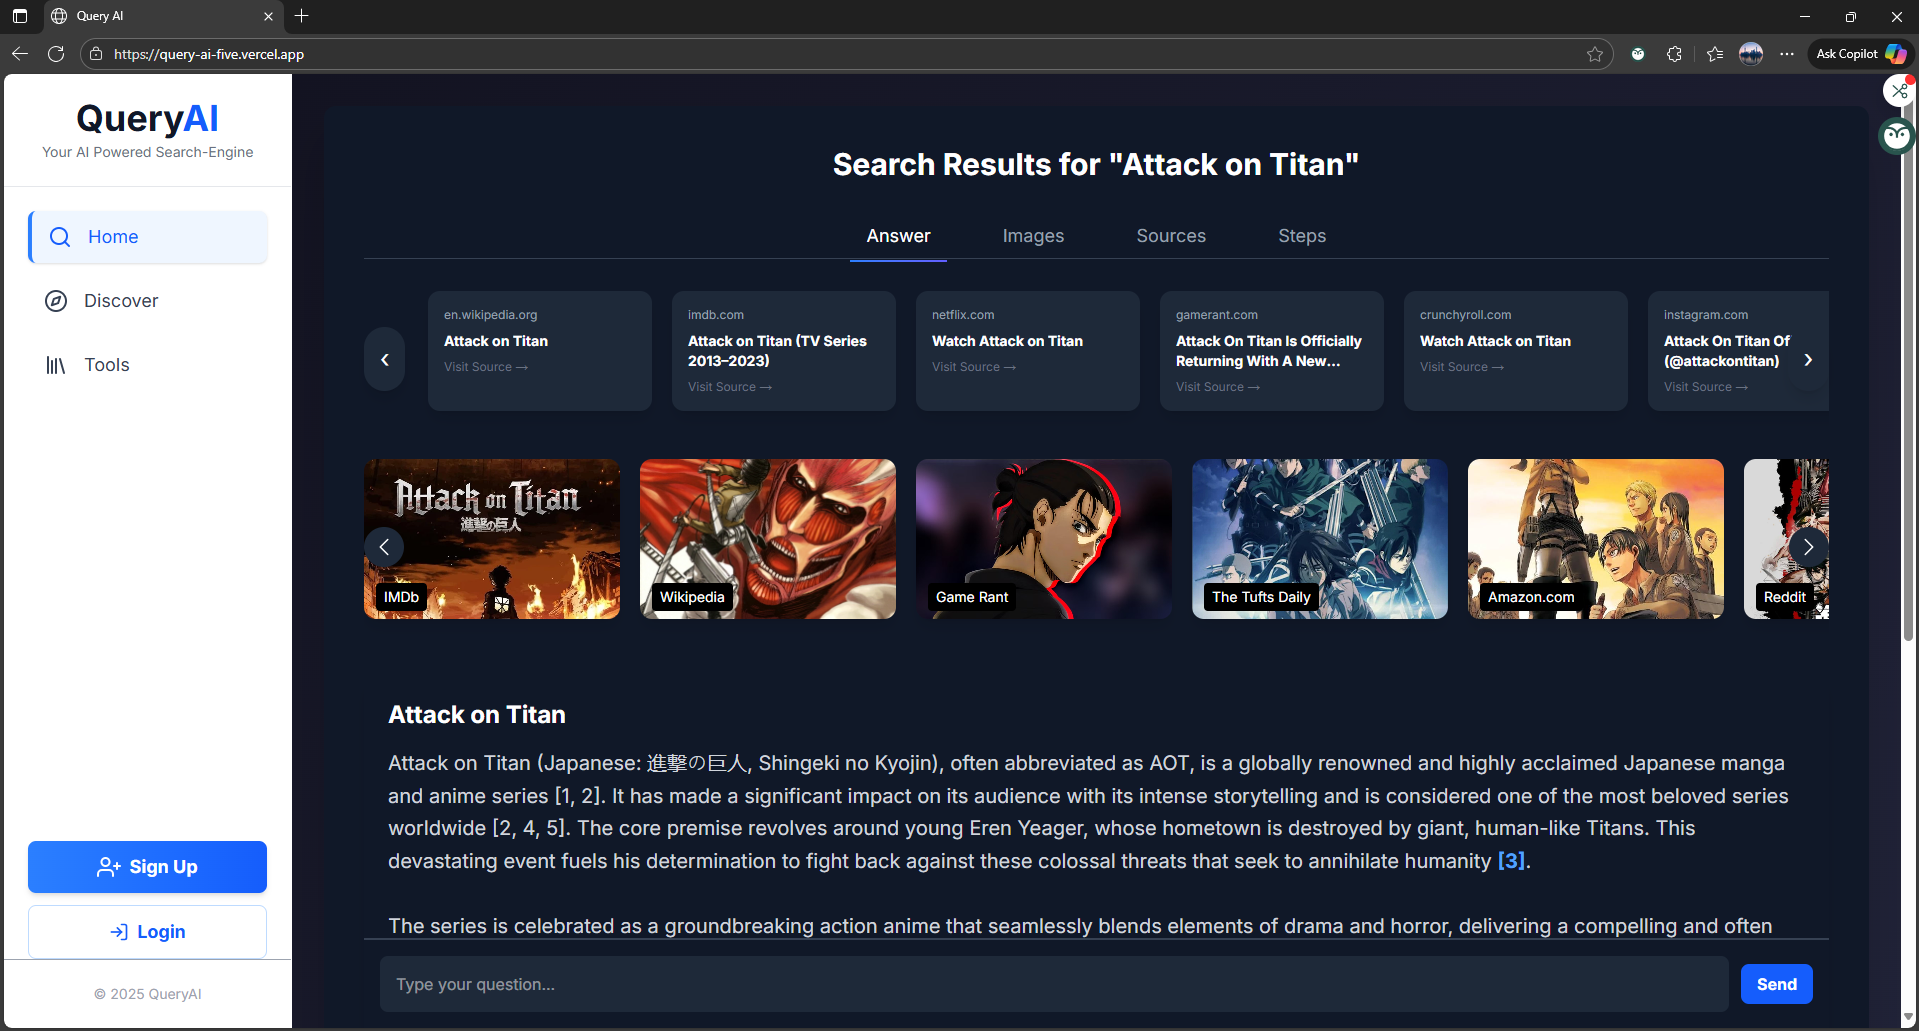 Query AI
https://query-ai-five.vercel.app
Ask Copilot
QueryAI
Your AI Powered Search-Engine
Home
Discover
Tools
Sign Up
Login
© 2025 QueryAI
Search Results for "Attack on Titan"
Answer
Images
Sources
Steps
en.wikipedia.org
Attack on Titan
Visit Source →
imdb.com
Attack on Titan (TV Series
2013–2023)
Visit Source →
netflix.com
Watch Attack on Titan
Visit Source →
gamerant.com
Attack On Titan Is Officially
Returning With A New...
Visit Source →
crunchyroll.com
Watch Attack on Titan
Visit Source →
instagram.com
Attack On Titan Of
(@attackontitan)
Visit Source →
Attack on Titan
進撃の巨人
IMDb
Wikipedia
Game Rant
The Tufts Daily
Amazon.com
Reddit
Attack on Titan
Attack on Titan (Japanese: 進撃の巨人, Shingeki no Kyojin), often abbreviated as AOT, is a globally renowned and highly acclaimed Japanese manga
and anime series [1, 2]. It has made a significant impact on its audience with its intense storytelling and is considered one of the most beloved series
worldwide [2, 4, 5]. The core premise revolves around young Eren Yeager, whose hometown is destroyed by giant, human-like Titans. This
devastating event fuels his determination to fight back against these colossal threats that seek to annihilate humanity [3].
The series is celebrated as a groundbreaking action anime that seamlessly blends elements of drama and horror, delivering a compelling and often
Type your question...
Send